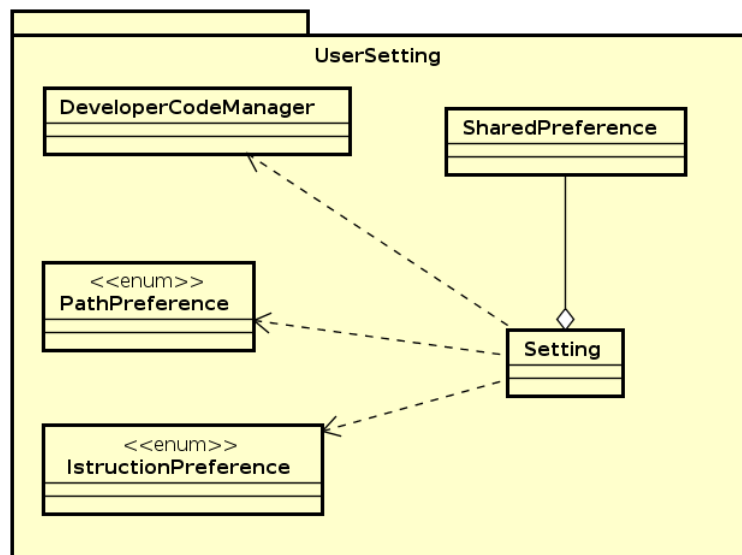 UserSetting
DeveloperCodeManager
SharedPreference
<<enum>>
PathPreference
Setting
<<enum>>
IstructionPreference